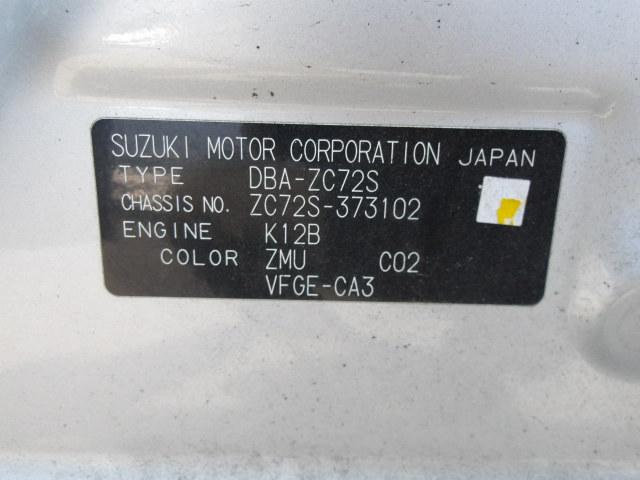 SUZUKI MOTOR CORPORATION JAPAN
TYPE DBA-ZC72S
CHASSIS NO. ZC72S-373102
ENGINE K12B
COLOR ZMU C02
VFGE-CA3